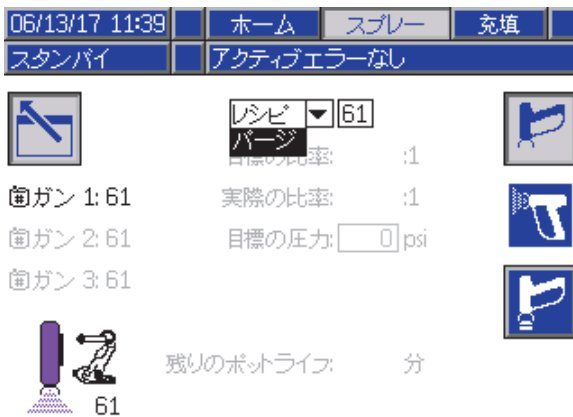 06/13/17 11:39 ホーム スプレー 充填
スタンバイ アクティブエラーなし
レシピ 61
パージ
目標の比率: :1
ガン 1: 61 実際の比率: :1
ガン 2: 61 目標の圧力: 0 psi
ガン 3: 61
残りのポットライフ: 分
61